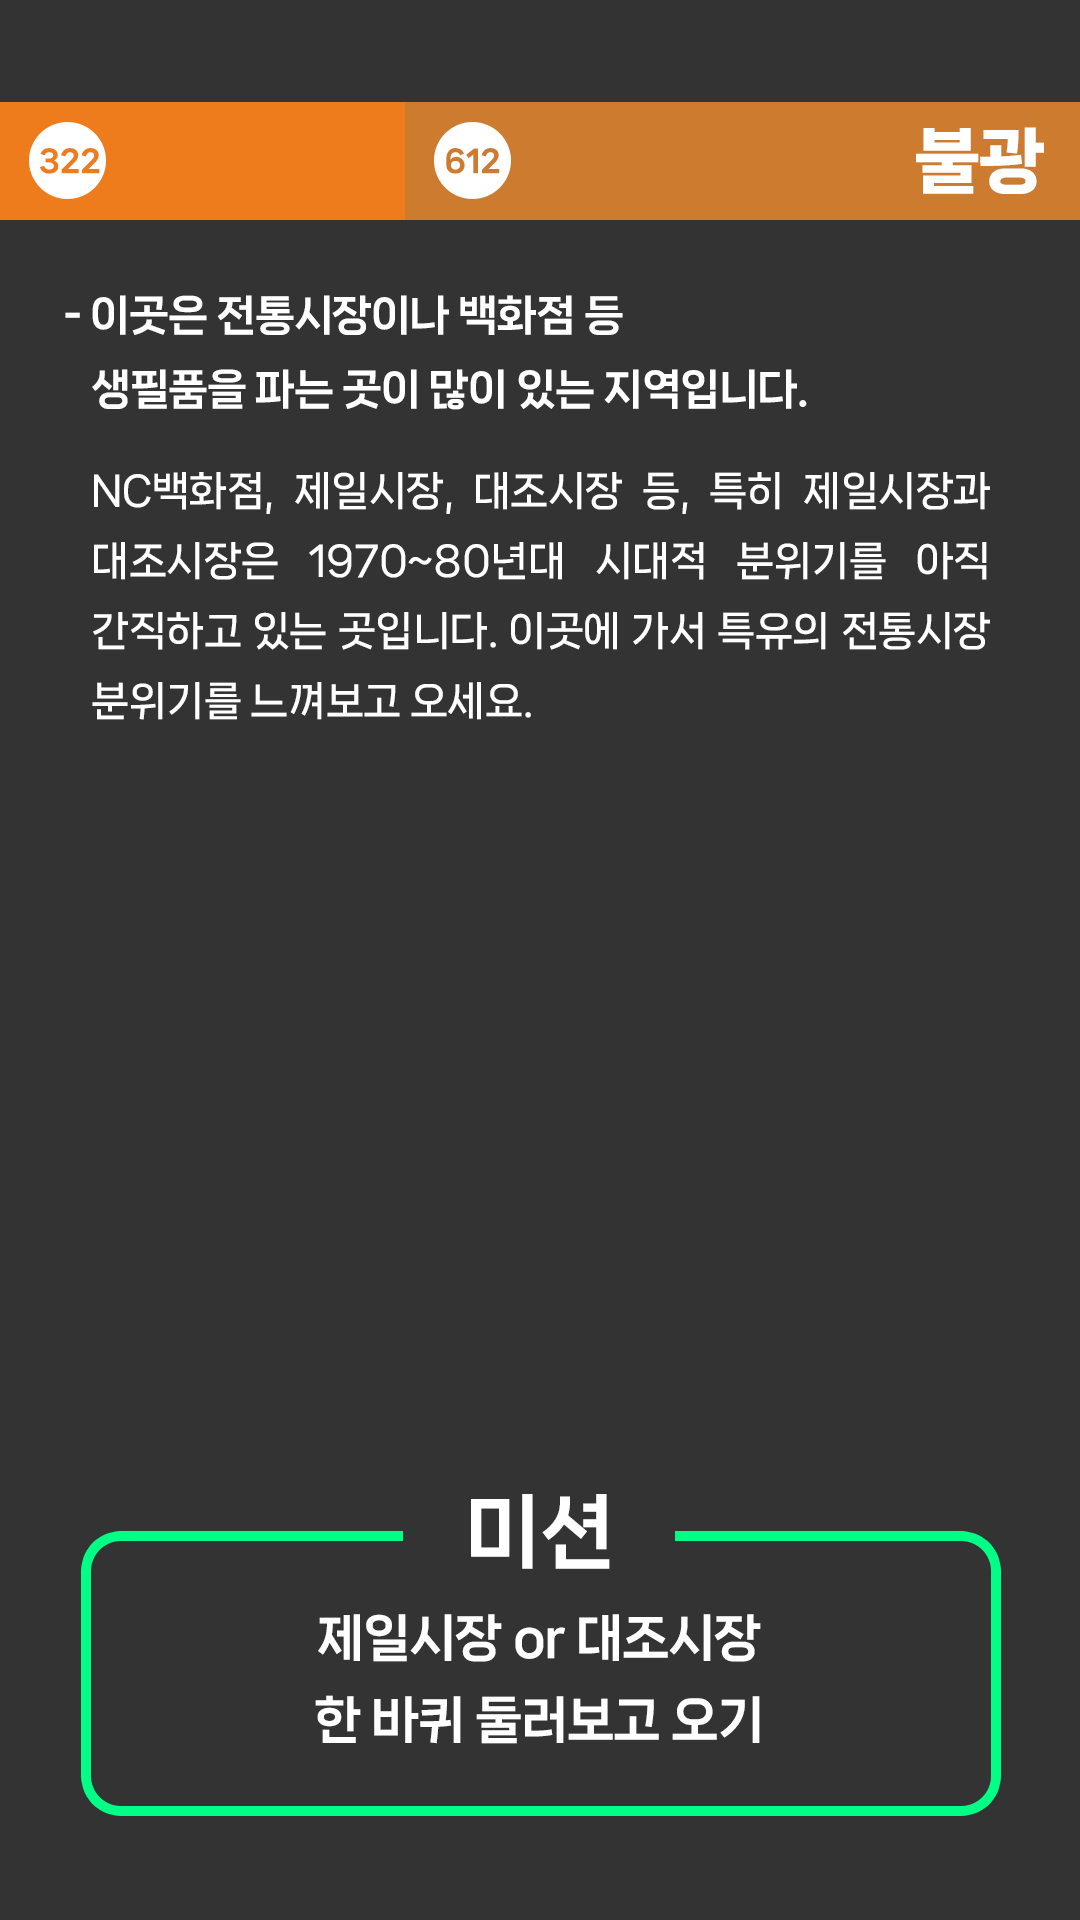 322 612 불광
- 이곳은 전통시장이나 백화점 등
생필품을 파는 곳이 많이 있는 지역입니다.
NC백화점, 제일시장, 대조시장 등, 특히 제일시장과
대조시장은 1970~80년대 시대적 분위기를 아직
간직하고 있는 곳입니다. 이곳에 가서 특유의 전통시장
분위기를 느껴보고 오세요.
미션
제일시장 or 대조시장
한 바퀴 둘러보고 오기